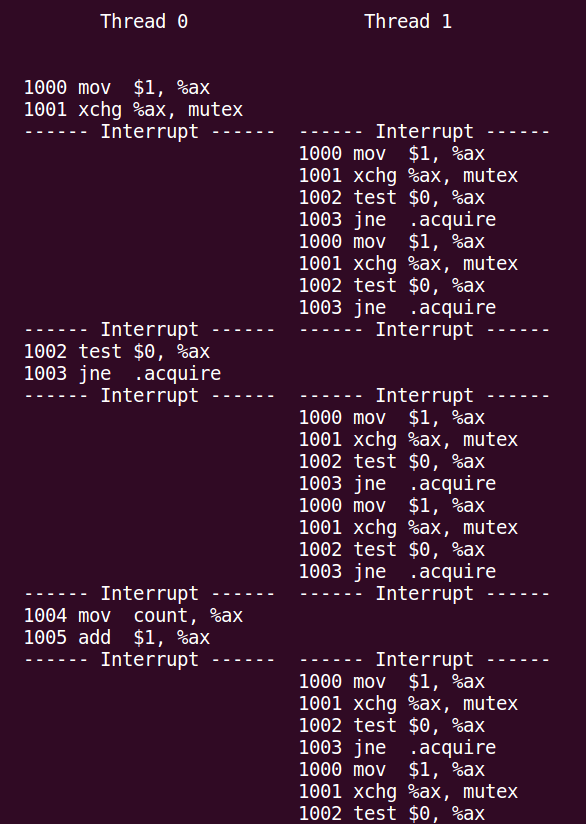 Thread 0                Thread 1
1000 mov  $1, %ax
1001 xchg %ax, mutex
------ Interrupt ------  ------ Interrupt ------
1000 mov  $1, %ax
1001 xchg %ax, mutex
1002 test $0, %ax
1003 jne  .acquire
1000 mov  $1, %ax
1001 xchg %ax, mutex
1002 test $0, %ax
1003 jne  .acquire
------ Interrupt ------  ------ Interrupt ------
1002 test $0, %ax
1003 jne  .acquire
------ Interrupt ------  ------ Interrupt ------
1000 mov  $1, %ax
1001 xchg %ax, mutex
1002 test $0, %ax
1003 jne  .acquire
1000 mov  $1, %ax
1001 xchg %ax, mutex
1002 test $0, %ax
1003 jne  .acquire
------ Interrupt ------  ------ Interrupt ------
1004 mov  count, %ax
1005 add  $1, %ax
------ Interrupt ------  ------ Interrupt ------
1000 mov  $1, %ax
1001 xchg %ax, mutex
1002 test $0, %ax
1003 jne  .acquire
1000 mov  $1, %ax
1001 xchg %ax, mutex
1002 test $0, %ax